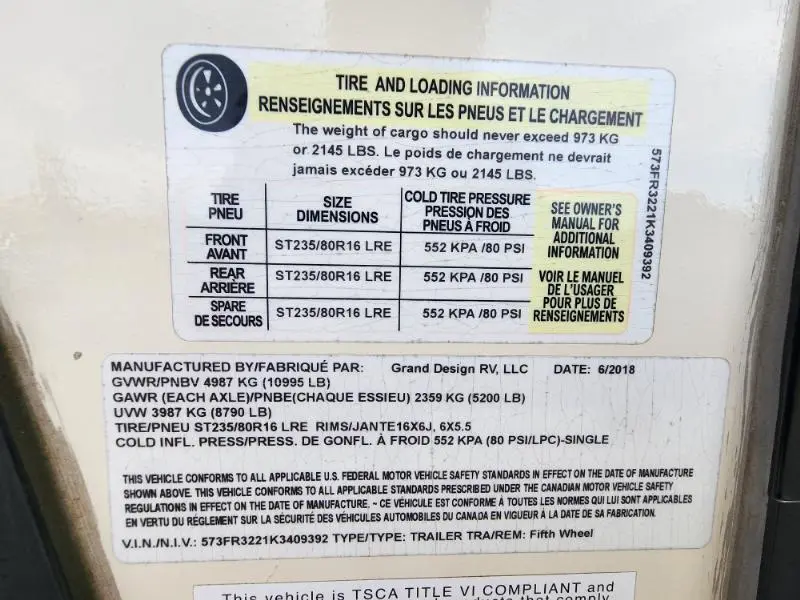 TIRE AND LOADING INFORMATION
RENSEIGNEMENTS SUR LES PNEUS ET LE CHARGEMENT
The weight of cargo should never exceed 973 KG
or 2145 LBS. Le poids de chargement ne devrait
jamais excéder 973 KG ou 2145 LBS.
573FR3221K3409392
TIRE
PNEU
SIZE
DIMENSIONS
COLD TIRE PRESSURE
PRESSION DES
PNEUS À FROID
FRONT
AVANT
ST235/80R16 LRE
552 KPA /80 PSI
REAR
ARRIÈRE
ST235/80R16 LRE
552 KPA /80 PSI
SPARE
DE SECOURS
ST235/80R16 LRE
552 KPA /80 PSI
SEE OWNER'S
MANUAL FOR
ADDITIONAL
INFORMATION
VOIR LE MANUEL
DE L'USAGER
POUR PLUS DE
RENSEIGNEMENTS
MANUFACTURED BY/FABRIQUÉ PAR: Grand Design RV, LLC DATE: 6/2018
GVWR/PNBV 4987 KG (10995 LB)
GAWR (EACH AXLE)/PNBE(CHAQUE ESSIEU) 2359 KG (5200 LB)
UVW 3987 KG (8790 LB)
TIRE/PNEU ST235/80R16 LRE RIMS/JANTE16X6J, 6X5.5
COLD INFL. PRESS/PRESS. DE GONFL. À FROID 552 KPA (80 PSI/LPC)-SINGLE
THIS VEHICLE CONFORMS TO ALL APPLICABLE U.S. FEDERAL MOTOR VEHICLE SAFETY STANDARDS IN EFFECT ON THE DATE OF MANUFACTURE
SHOWN ABOVE. THIS VEHICLE CONFORMS TO ALL APPLICABLE STANDARDS PRESCRIBED UNDER THE CANADIAN MOTOR VEHICLE SAFETY
REGULATIONS IN EFFECT ON THE DATE OF MANUFACTURE. ~ CE VÉHICULE EST CONFORME À TOUTES LES NORMES QUI LUI SONT APPLICABLES
EN VERTU DU RÉGLEMENT SUR LA SÉCURITÉ DES VÉHICULES AUTOMOBILES DU CANADA EN VIGUEUR À LA DATE DE SA FABRICATION.
V.I.N./N.I.V.: 573FR3221K3409392 TYPE/TYPE: TRAILER TRA/REM: Fifth Wheel
This vehicle is TSCA TITLE VI COMPLIANT and
products that comply